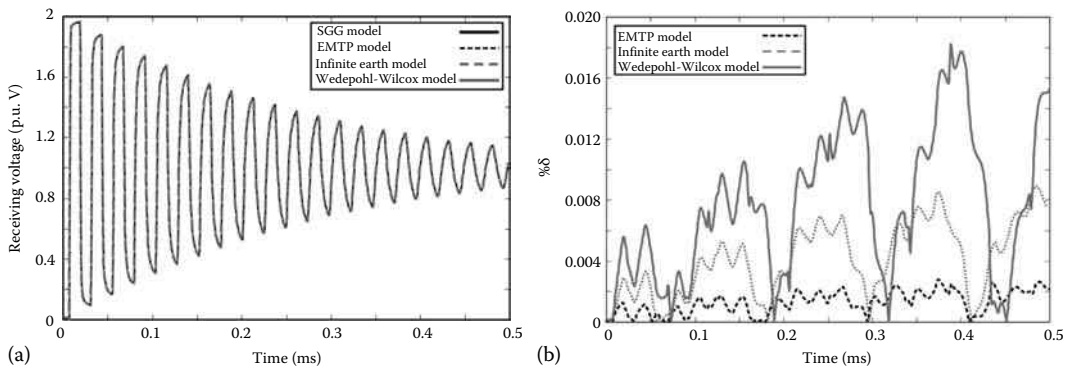 2
1.6
1.2
0.8
0.4
0
Receiving voltage (p.u. V)
SGG model
EMTP model
Infinite earth model
Wedepohl-Wilcox model
0 0.1 0.2 0.3 0.4 0.5
Time (ms)
(a)
0.020
0.016
0.012
0.008
0.004
0
%δ
EMTP model
Infinite earth model
Wedepohl-Wilcox model
0 0.1 0.2 0.3 0.4 0.5
Time (ms)
(b)